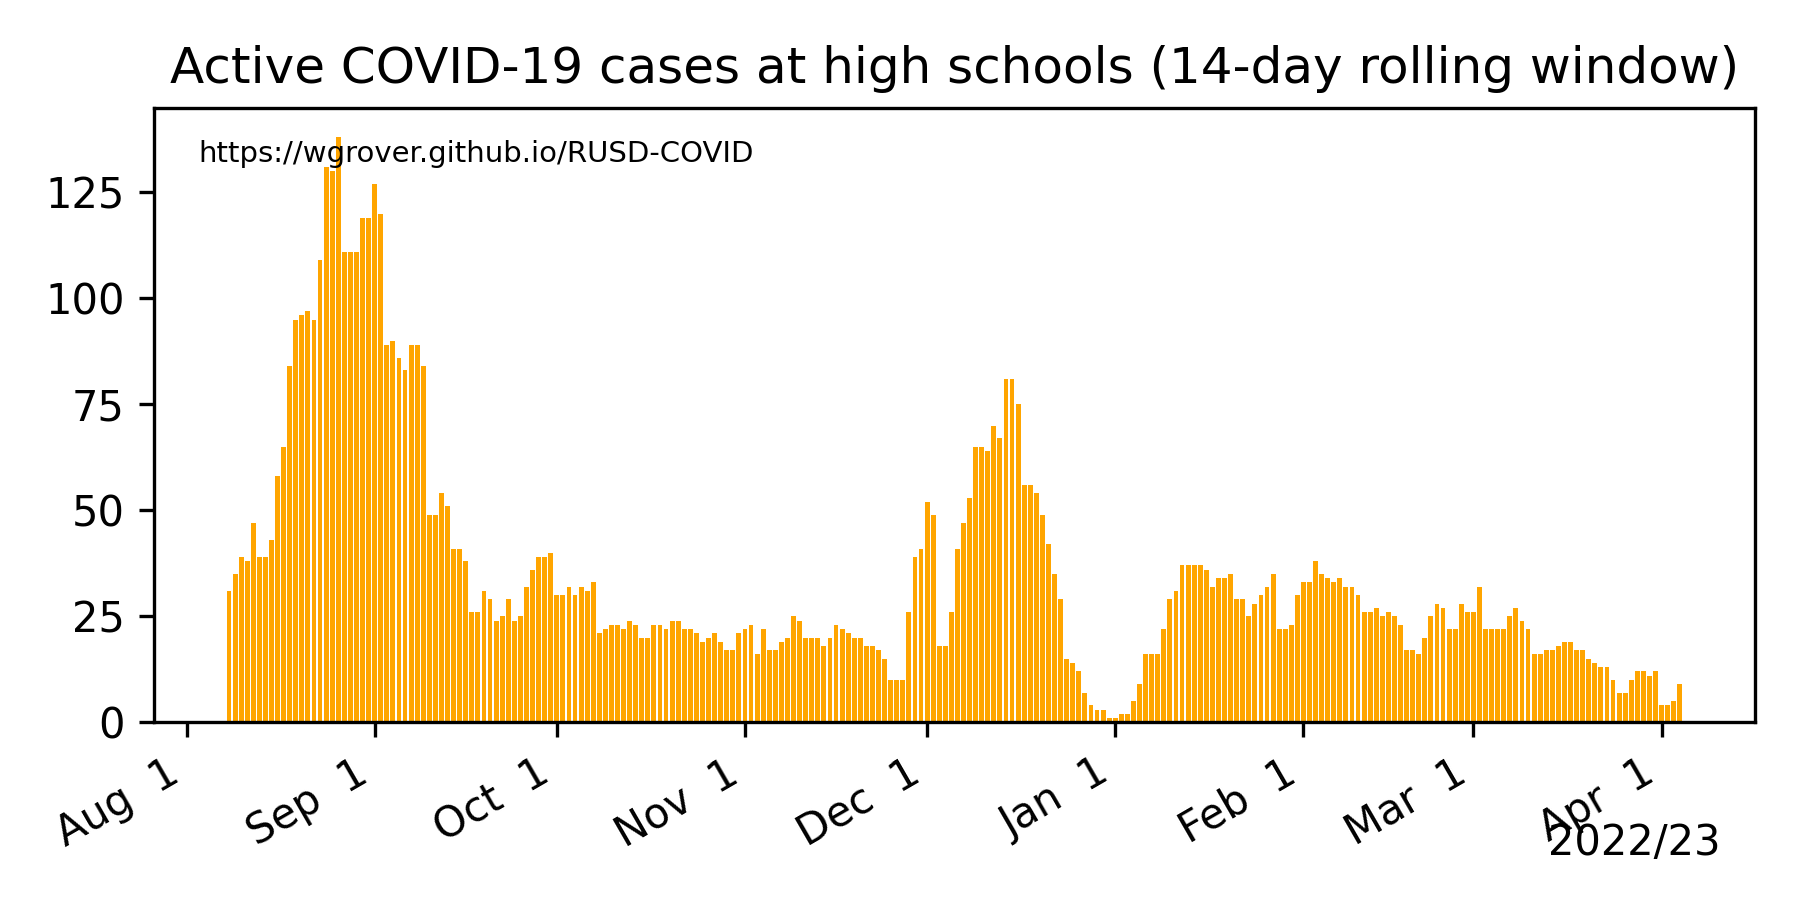 Active COVID-19 cases at high schools (14-day rolling window)
https://wgrover.github.io/RUSD-COVID
125
100
75
50
25
0
Aug 1
Sep 1
Oct 1
Nov 1
Dec 1
Jan 1
Feb 1
Mar 1
Apr 1
2022/23